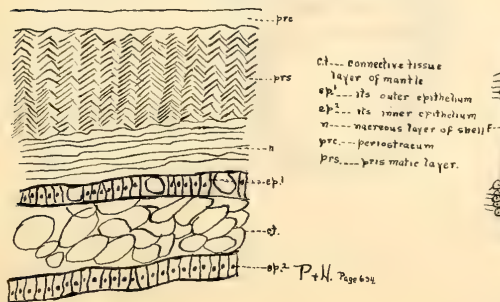 prc
prs
n
ep.¹
ct.
ep.²
c.t.--- connective tissue
layer of mantle
ep.¹--- its outer epithelium
ep.² --- its inner epithelium
n---- nacreous layer of shell
prc.--- periostracum
prs.---- prismatic layer.
P+H. Page 634